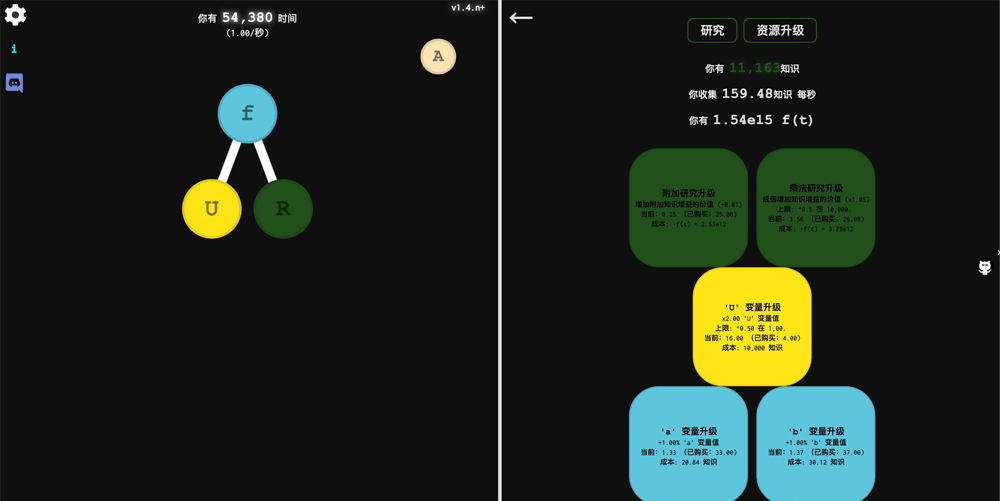 v1.4.n+
你有 54,380 时间
(1.00/秒)
i
A
f
U
R
研究
资源升级
你有 11,163知识
你收集 159.48知识 每秒
你有 1.54e15 f(t)
附加研究升级
增加附加知识增益的价值 (+0.01)
当前: 0.25 (已购买: 25.00)
成本: -f(t) = 2.53e12
乘法研究升级
成倍增加知识增益的价值 (x1.05)
上限: ^0.5 在 10,000.
当前: 3.56 (已购买: 26.00)
成本: -f(t) = 3.79e12
'U' 变量升级
x2.00 'U' 变量值
上限: ^0.50 在 1,00.
当前: 16.00 (已购买: 4.00)
成本: 10,000 知识
'a' 变量升级
+1.00% 'a' 变量值
当前: 1.33 (已购买: 33.00)
成本: 20.84 知识
'b' 变量升级
+1.00% 'b' 变量值
当前: 1.37 (已购买: 37.00)
成本: 30.12 知识